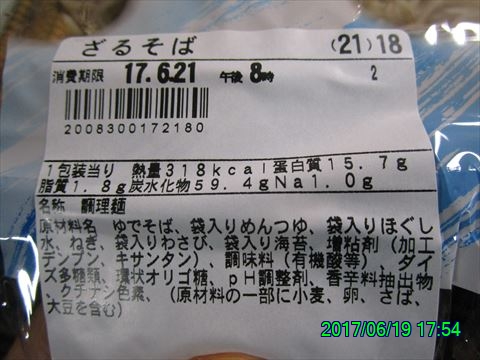 ざるそば (21)18
消費期限 17.6.21 午後 8時 2
2008300172180
1包装当り 熱量318kcal蛋白質15.7g
脂質1.8g炭水化物59.4gNa1.0g
名称 調理麺
原材料名 ゆでそば、袋入りめんつゆ、袋入りほぐし
水、ねぎ、袋入りわさび、袋入り海苔、増粘剤（加工
デンプン、キサンタン）、調味料（有機酸等）、ダイ
ズ多糖類、環状オリゴ糖、pH調整剤、香辛料抽出物
、クチナシ色素、（原材料の一部に小麦、卵、さば、
大豆を含む）
2017/06/19 17:54